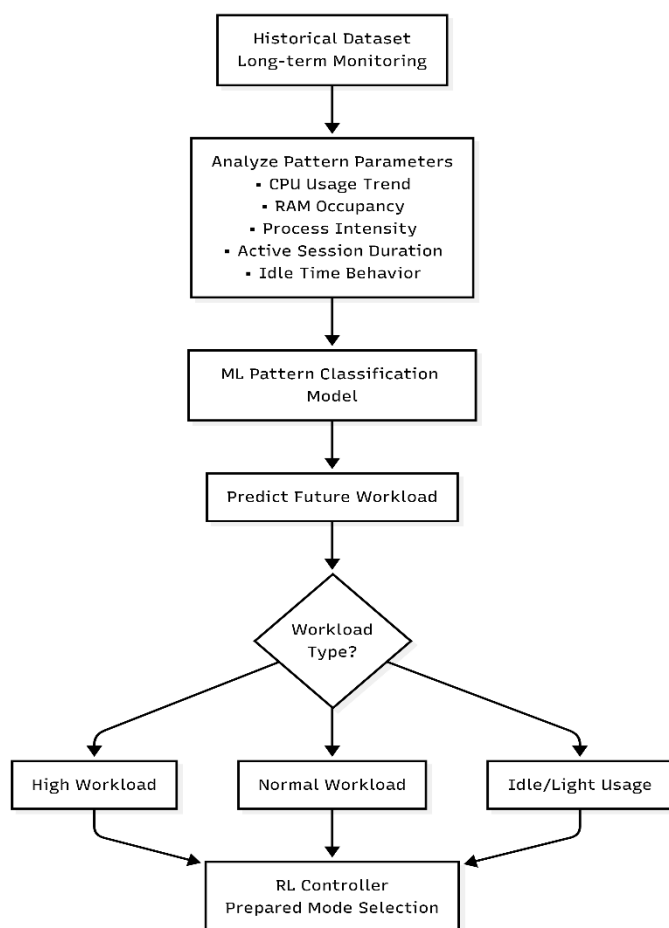 Historical Dataset
Long-term Monitoring
Analyze Pattern Parameters
▪ CPU Usage Trend
▪ RAM Occupancy
▪ Process Intensity
▪ Active Session Duration
▪ Idle Time Behavior
ML Pattern Classification
Model
Predict Future Workload
Workload
Type?
High Workload
Normal Workload
Idle/Light Usage
RL Controller
Prepared Mode Selection